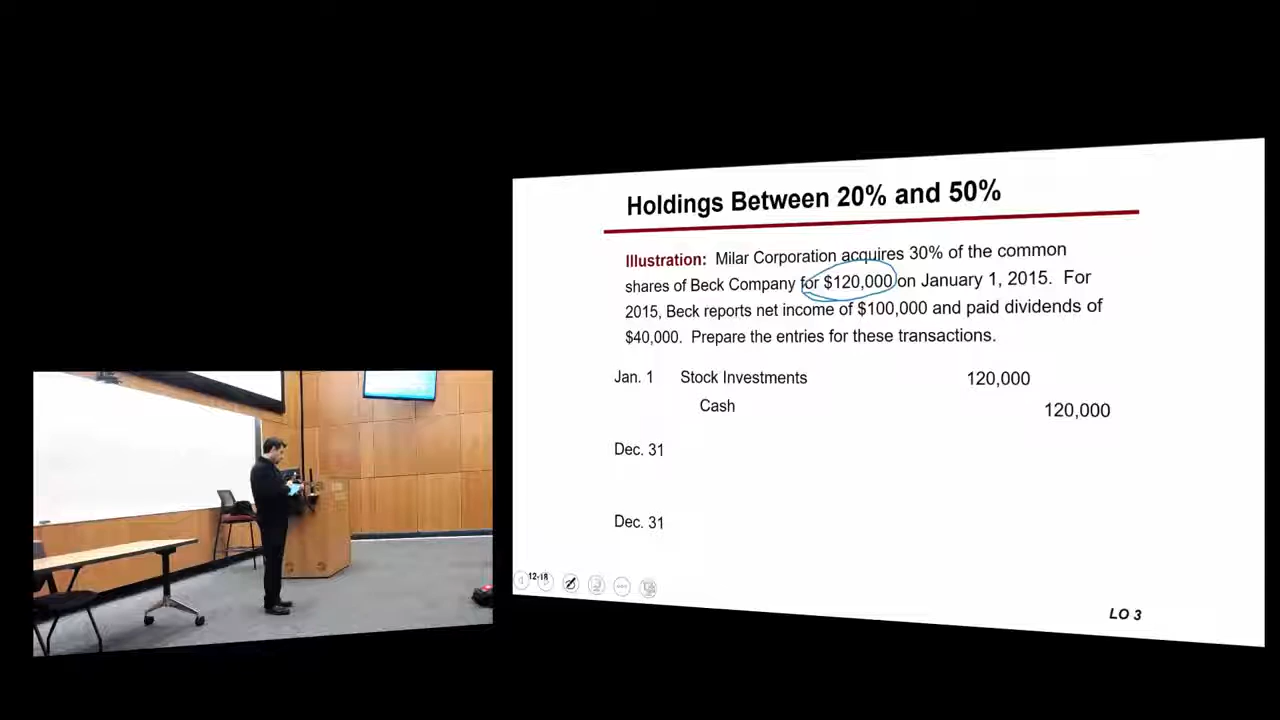 Holdings Between 20% and 50%
Illustration: Milar Corporation acquires 30% of the common
shares of Beck Company for $120,000 on January 1, 2015. For
2015, Beck reports net income of $100,000 and paid dividends of
$40,000. Prepare the entries for these transactions.
Jan. 1 Stock Investments 120,000
Cash 120,000
Dec. 31
Dec. 31
12-18
LO 3